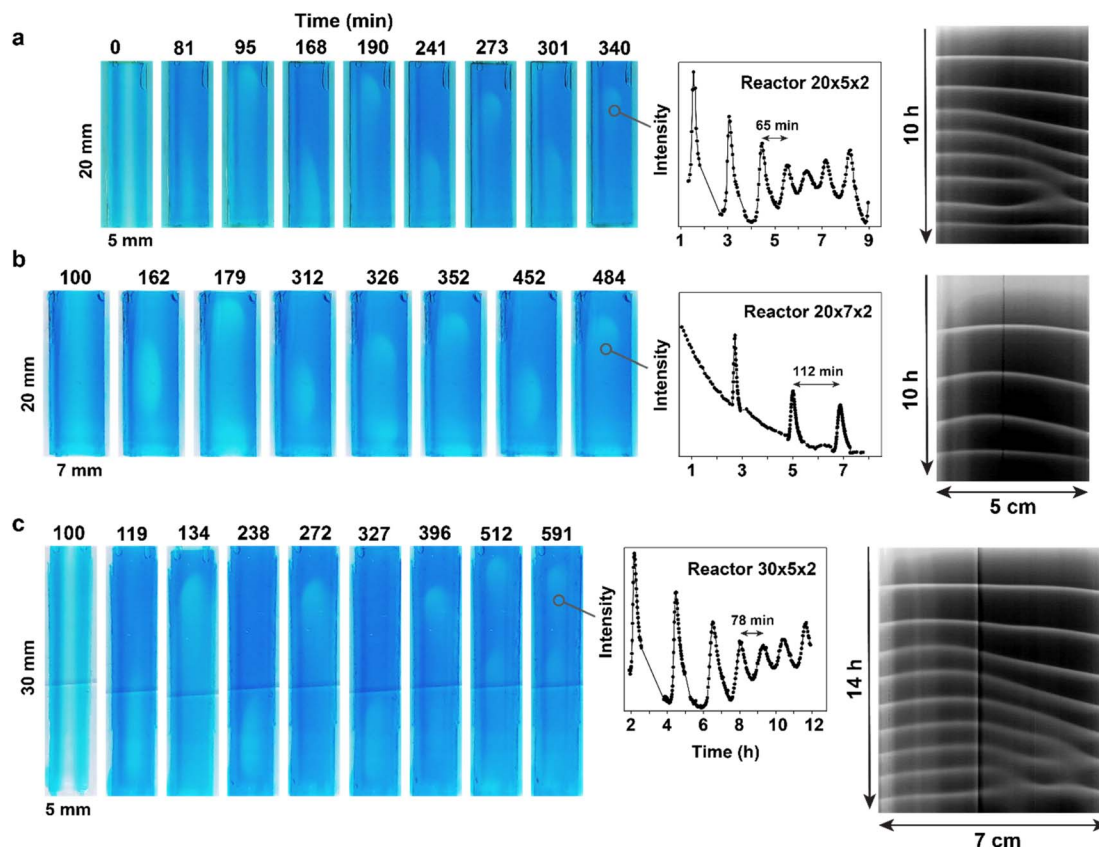 Time (min)
a
0 81 95 168 190 241 273 301 340
20 mm
5 mm
Intensity
Reactor 20x5x2
65 min
1 3 5 7 9
10 h
b
100 162 179 312 326 352 452 484
20 mm
7 mm
Intensity
Reactor 20x7x2
112 min
1 3 5 7
10 h
5 cm
c
100 119 134 238 272 327 396 512 591
30 mm
5 mm
Intensity
Reactor 30x5x2
78 min
2 4 6 8 10 12
Time (h)
14 h
7 cm